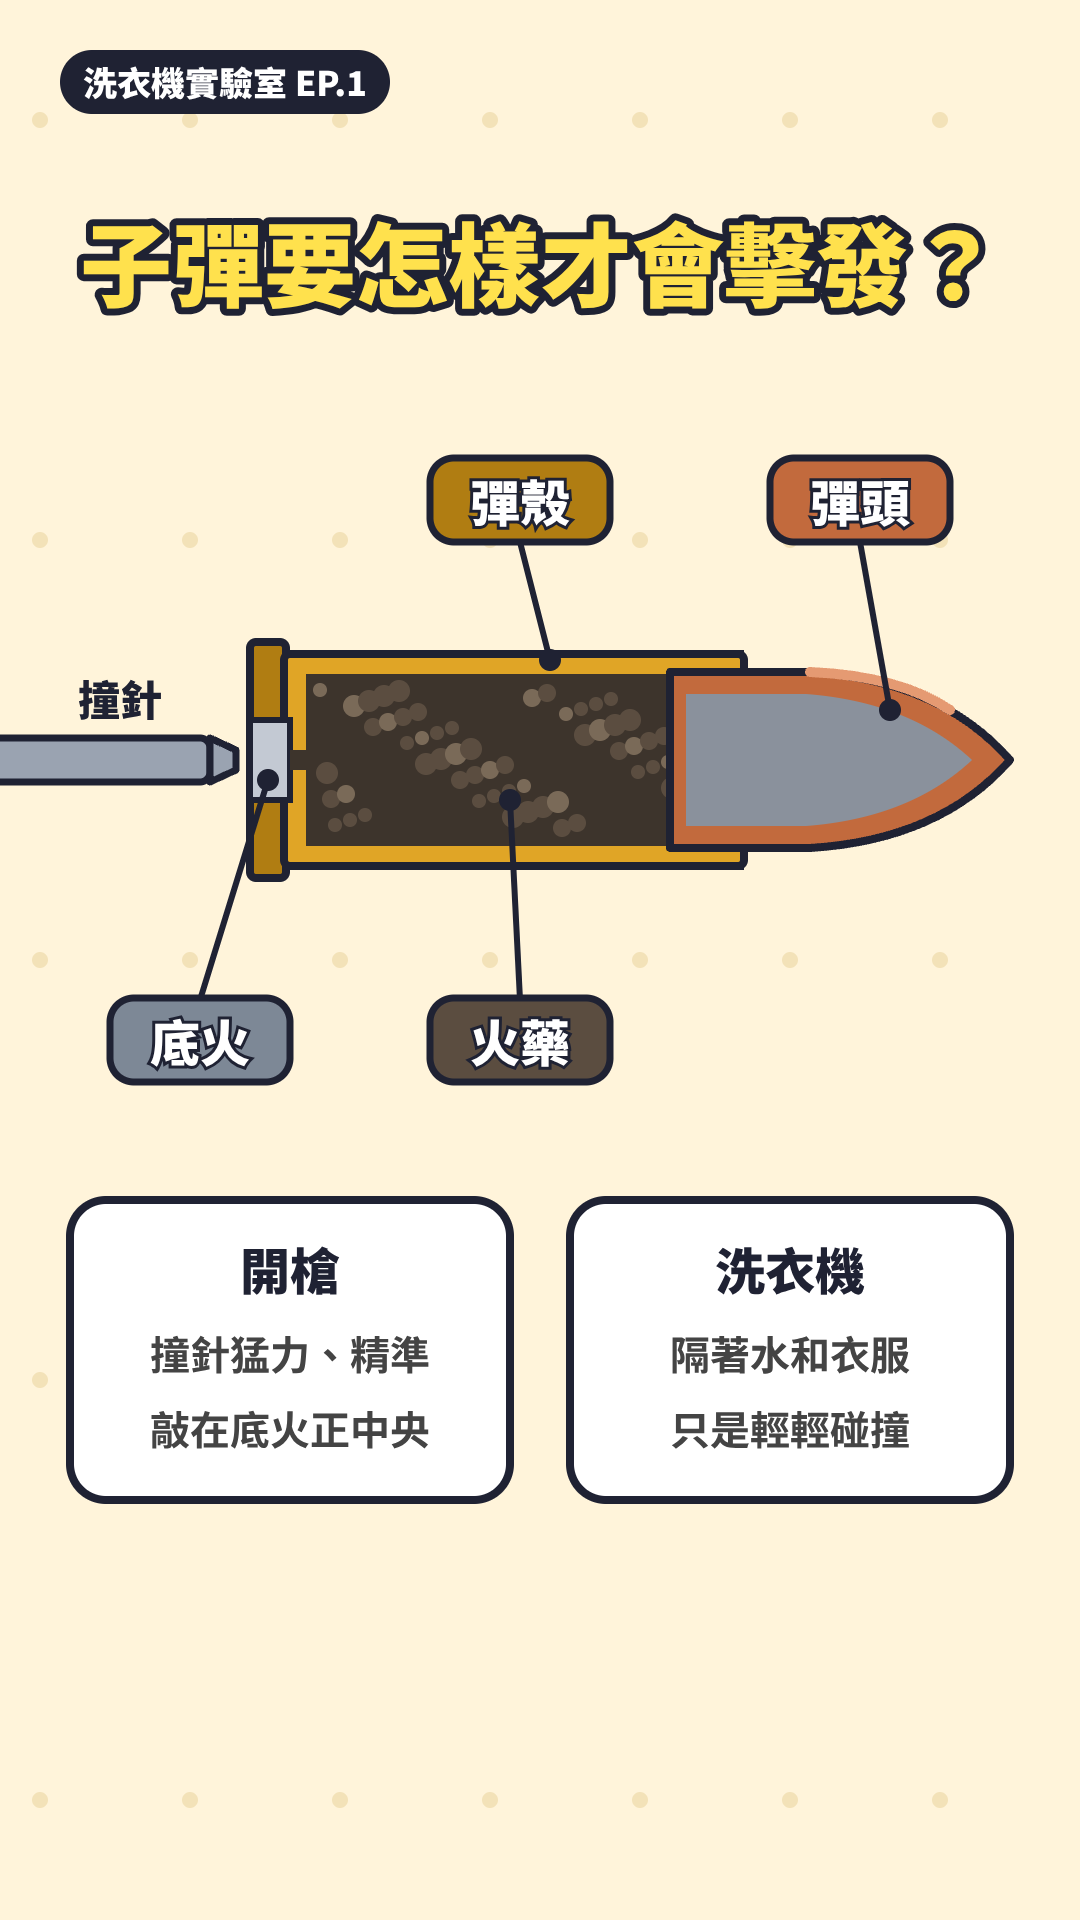 洗衣機實驗室 EP.1
子彈要怎樣才會擊發？
彈殼
彈頭
撞針
底火
火藥
開槍
撞針猛力、精準
敲在底火正中央
洗衣機
隔著水和衣服
只是輕輕碰撞